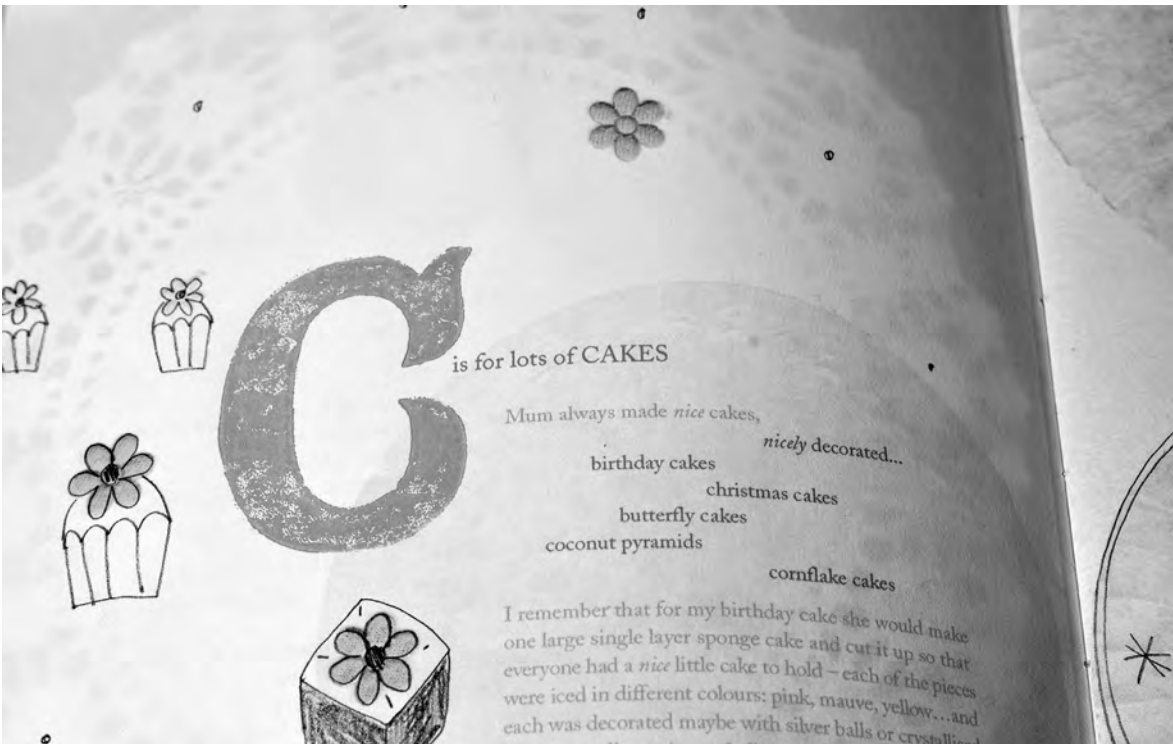 C
is for lots of CAKES
Mum always made nice cakes,
nicely decorated...
birthday cakes
christmas cakes
butterfly cakes
coconut pyramids
cornflake cakes
I remember that for my birthday cake she would make
one large single layer sponge cake and cut it up so that
everyone had a nice little cake to hold – each of the pieces
were iced in different colours: pink, mauve, yellow...and
each was decorated maybe with silver balls or